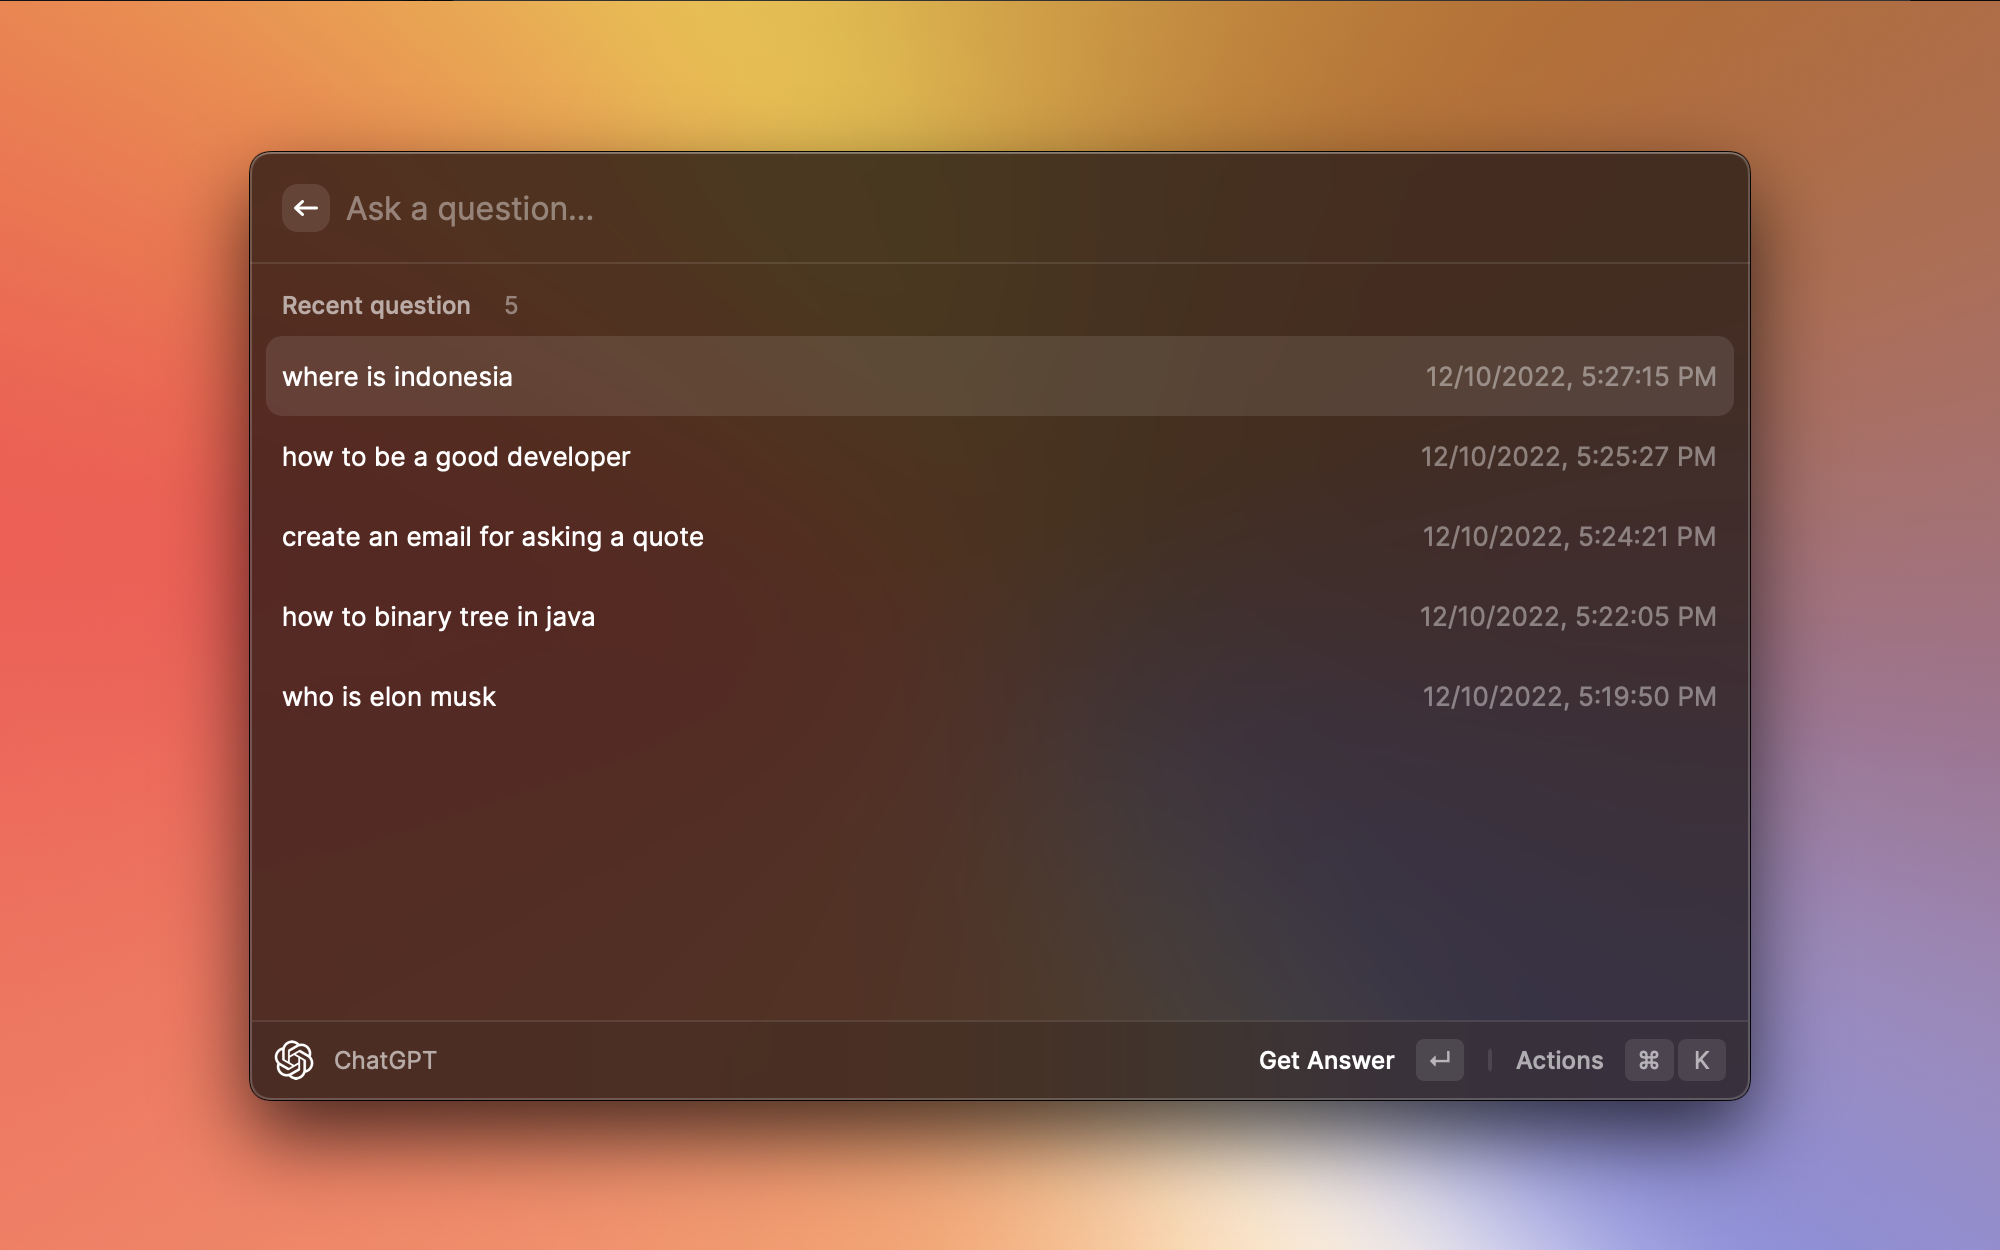 Ask a question...
Recent question 5
where is indonesia 12/10/2022, 5:27:15 PM
how to be a good developer 12/10/2022, 5:25:27 PM
create an email for asking a quote 12/10/2022, 5:24:21 PM
how to binary tree in java 12/10/2022, 5:22:05 PM
who is elon musk 12/10/2022, 5:19:50 PM
ChatGPT Get Answer ↵ | Actions ⌘ K